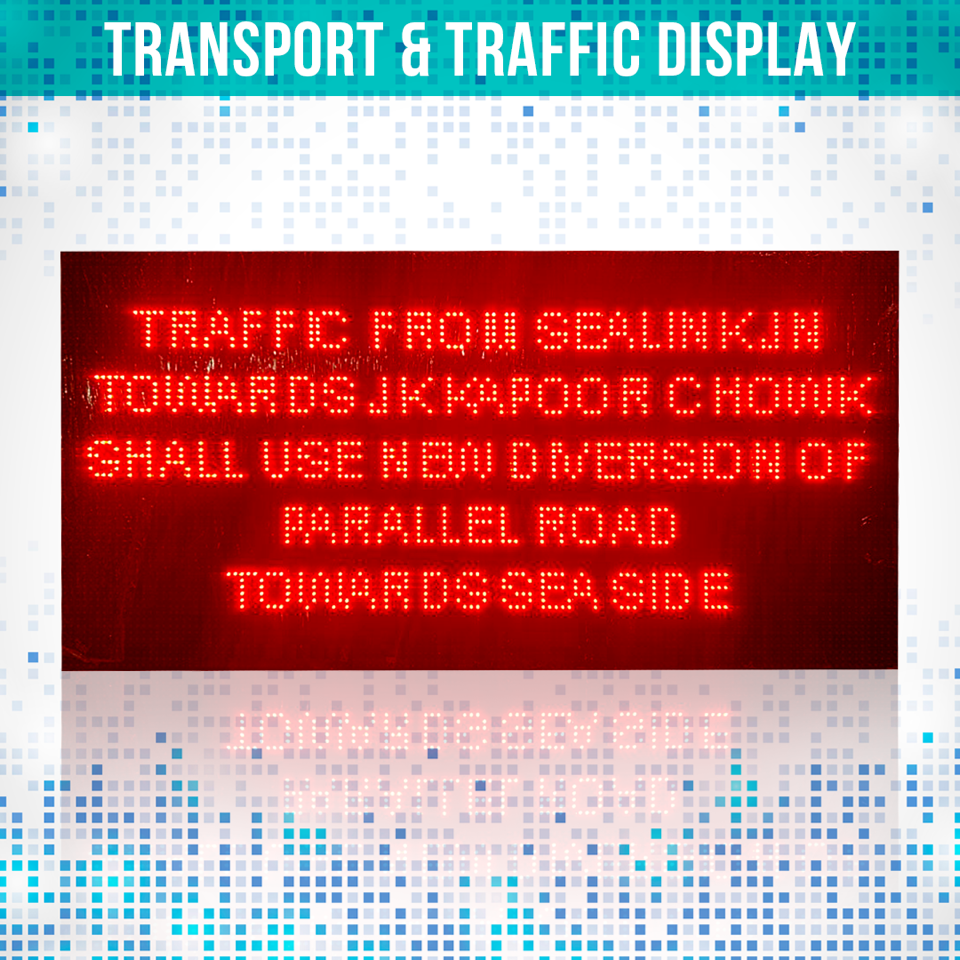 TRANSPORT & TRAFFIC DISPLAY
TRAFFIC FROM SEALINK JN
TOWARDS JK KAPOOR CHOWK
SHALL USE NEW DIVERSION OF
PARALLEL ROAD
TOWARDS SEA SIDE